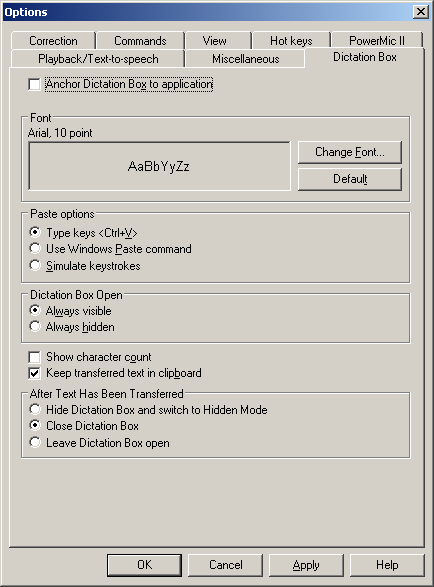 Options
Correction Commands View Hot keys PowerMic II
Playback/Text-to-speech Miscellaneous Dictation Box
Anchor Dictation Box to application
Font
Arial, 10 point
AaBbYyZz
Change Font...
Default
Paste options
Type keys <Ctrl+V>
Use Windows Paste command
Simulate keystrokes
Dictation Box Open
Always visible
Always hidden
Show character count
Keep transferred text in clipboard
After Text Has Been Transferred
Hide Dictation Box and switch to Hidden Mode
Close Dictation Box
Leave Dictation Box open
OK Cancel Apply Help